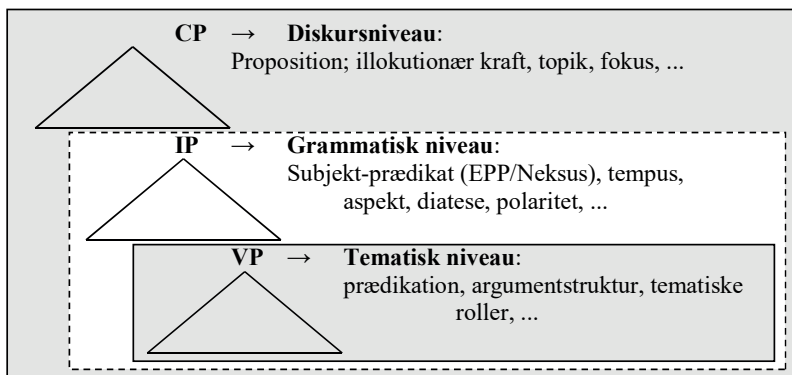 CP → Diskursniveau:
Proposition; illokutionær kraft, topik, fokus, ...
IP → Grammatisk niveau:
Subjekt-prædikat (EPP/Neksus), tempus,
aspekt, diatese, polaritet, ...
VP → Tematisk niveau:
prædikation, argumentstruktur, tematiske
roller, ...